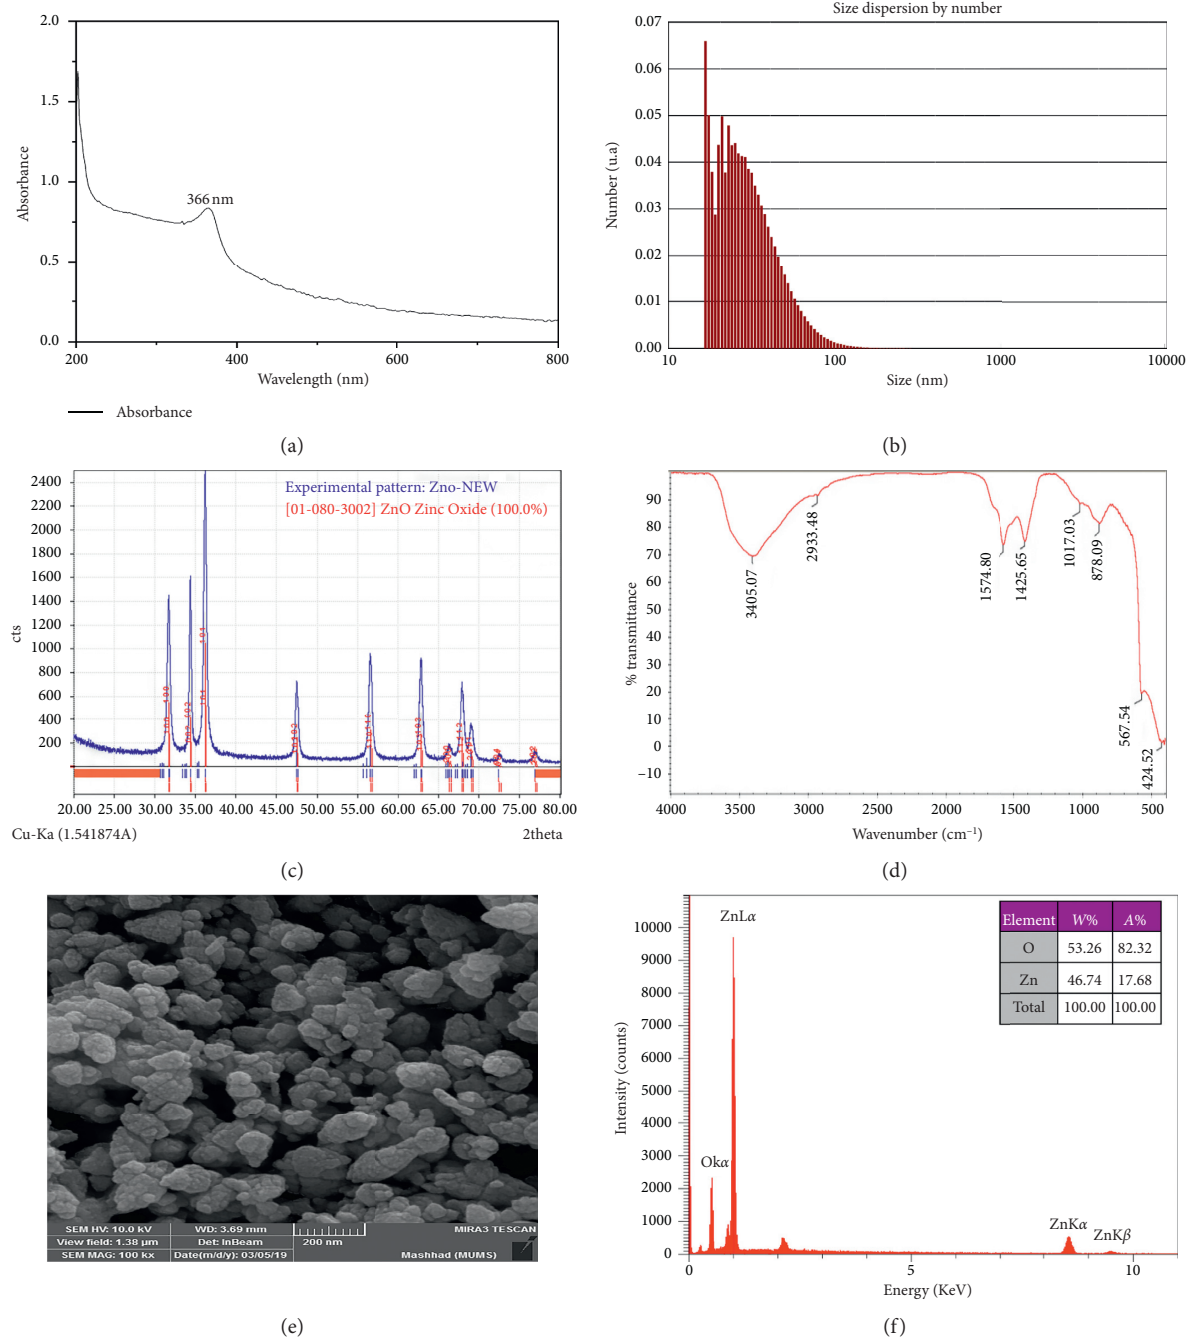 2.0
1.5
1.0
0.5
0.0
Absorbance
366 nm
200
400
600
800
Wavelength (nm)
Absorbance
(a)
Size dispersion by number
0.07
0.06
0.05
0.04
0.03
0.02
0.01
0.00
Number (u.a)
10
100
1000
10000
Size (nm)
(b)
2400
2200
2000
1800
1600
1400
1200
1000
800
600
400
200
cts
Experimental pattern: Zno-NEW
[01-080-3002] ZnO Zinc Oxide (100.0%)
20.00 25.00 30.00 35.00 40.00 45.00 50.00 55.00 60.00 65.00 70.00 75.00 80.00
Cu-Ka (1.541874A)
2theta
(c)
90
80
70
60
50
40
30
20
10
0
−10
% transmittance
3405.07
2933.48
1574.80
1425.65
1017.03
878.09
567.54
424.52
4000 3500 3000 2500 2000 1500 1000 500
Wavenumber (cm⁻¹)
(d)
SEM HV: 10.0 kV WD: 3.69 mm MIRA3 TESCAN
View field: 1.38 µm Det: InBeam 200 nm
SEM MAG: 100 kx Date(m/d/y): 03/05/19 Mashhad (MUMS)
(e)
10000
9000
8000
7000
6000
5000
4000
3000
2000
1000
0
Intensity (counts)
ZnLα
Okα
ZnKα
ZnKβ
Element W% A%
O 53.26 82.32
Zn 46.74 17.68
Total 100.00 100.00
0
5
10
Energy (KeV)
(f)